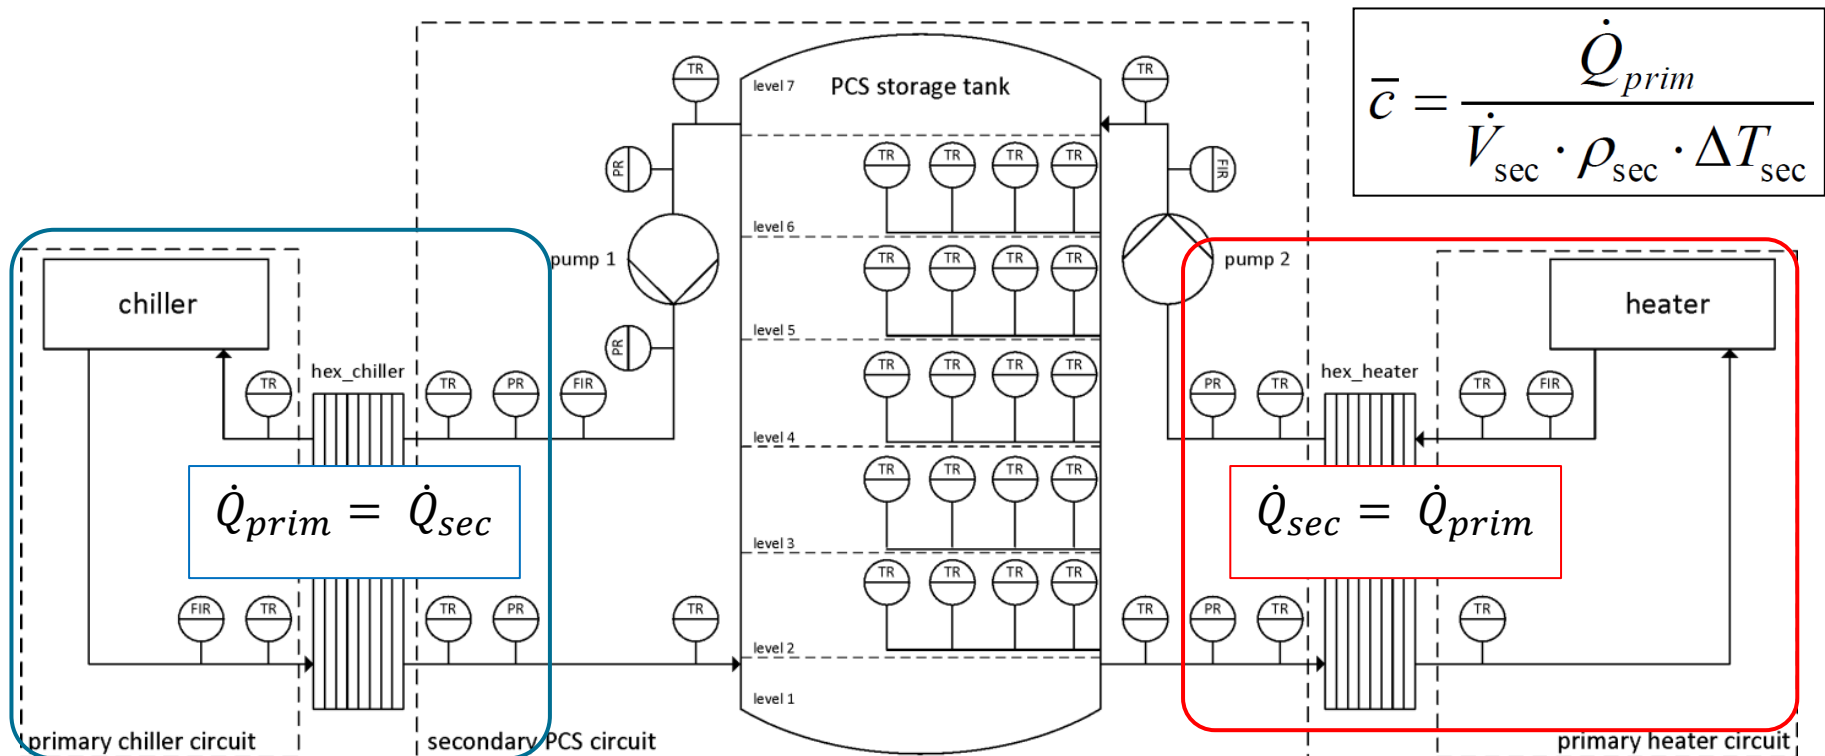 TR
level 7
PCS storage tank
TR
c̄ = Q̇prim / (V̇sec · ρsec · ΔTsec)
PR
TR TR TR TR
FIR
level 6
pump 1
TR TR TR TR
pump 2
chiller
heater
level 5
PR
hex_chiller
TR TR TR TR
hex_heater
TR
TR PR FIR
PR TR
TR FIR
level 4
Q̇prim = Q̇sec
TR TR TR TR
Q̇sec = Q̇prim
level 3
TR TR TR TR
FIR TR
TR PR
TR
TR PR TR
TR
level 2
level 1
primary chiller circuit
secondary PCS circuit
primary heater circuit